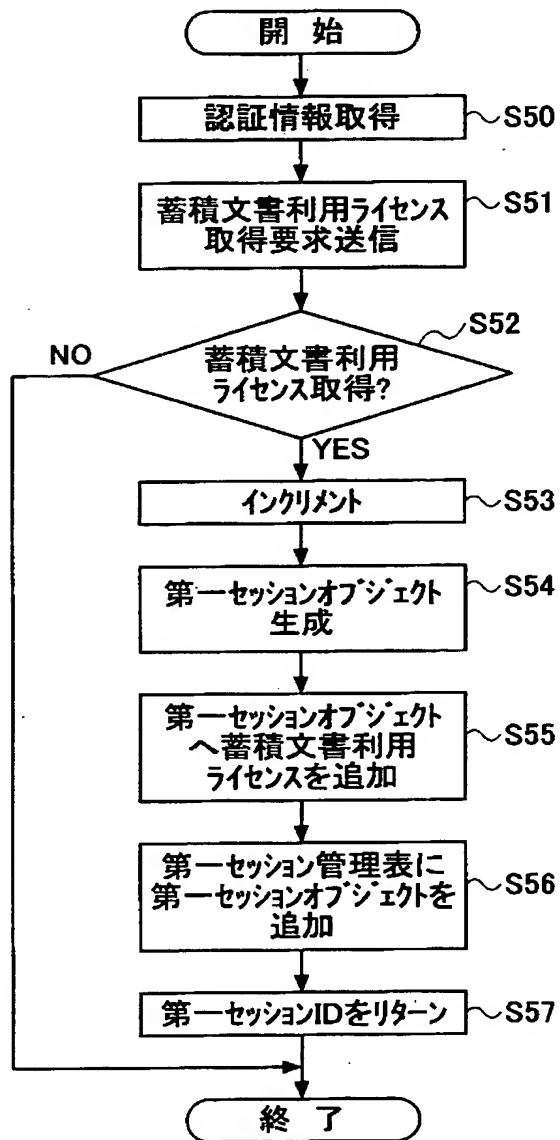 開 始
認証情報取得
S50
蓄積文書利用ライセンス
取得要求送信
S51
S52
NO
蓄積文書利用
ライセンス取得?
YES
インクリメント
S53
第一セッションオブジェクト
生成
S54
第一セッションオブジェクト
へ蓄積文書利用
ライセンスを追加
S55
第一セッション管理表に
第一セッションオブジェクトを
追加
S56
第一セッションIDをリターン
S57
終 了